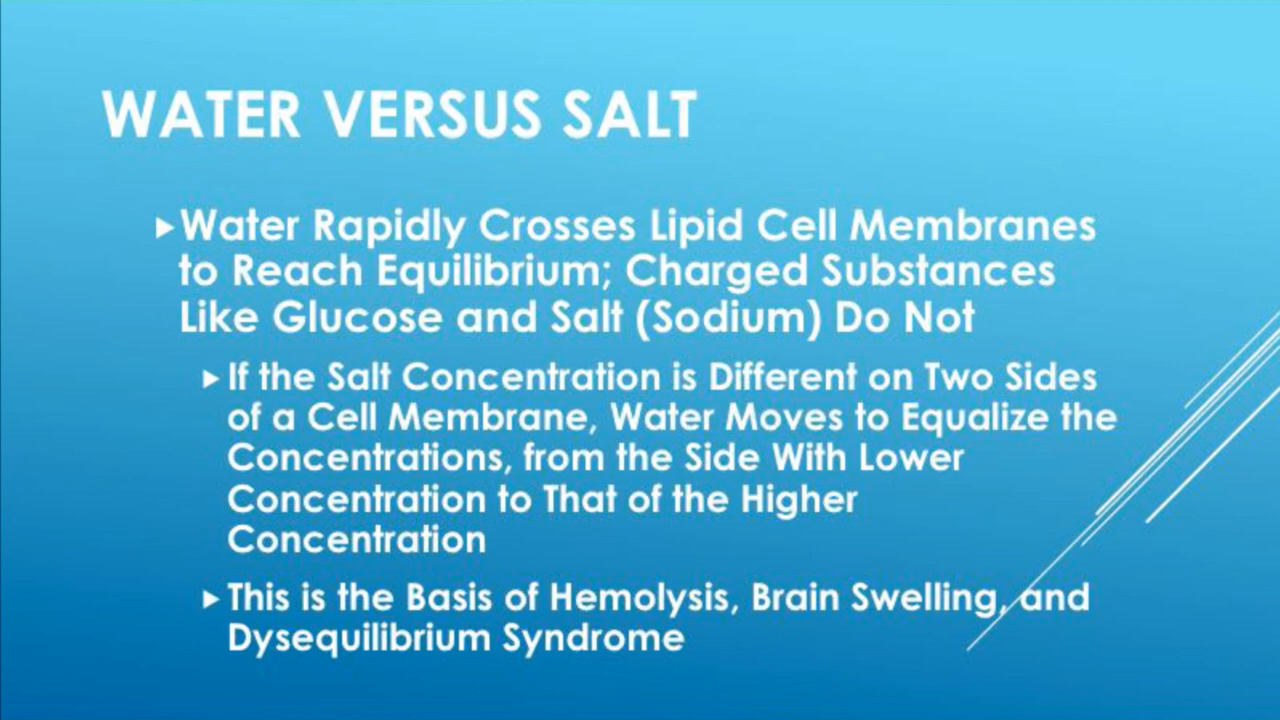 WATER VERSUS SALT
Water Rapidly Crosses Lipid Cell Membranes
to Reach Equilibrium; Charged Substances
Like Glucose and Salt (Sodium) Do Not
If the Salt Concentration is Different on Two Sides
of a Cell Membrane, Water Moves to Equalize the
Concentrations, from the Side With Lower
Concentration to That of the Higher
Concentration
This is the Basis of Hemolysis, Brain Swelling, and
Dysequilibrium Syndrome